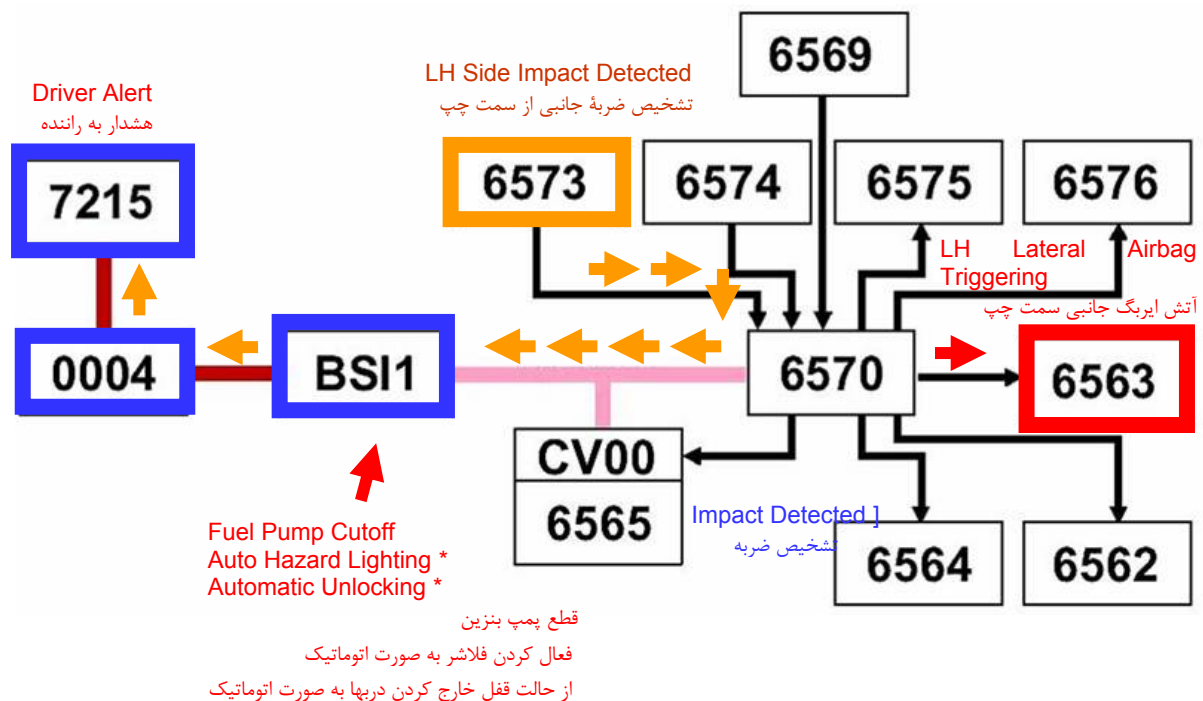 6569
LH Side Impact Detected
تشخیص ضربهٔ جانبی از سمت چپ
Driver Alert
هشدار به راننده
6573
6574
6575
6576
7215
LH Lateral Airbag
Triggering
آتش ایربگ جانبی سمت چپ
0004
BSI1
6570
6563
CV00
6565
Impact Detected ]
تشخیص ضربه
6564
6562
Fuel Pump Cutoff
Auto Hazard Lighting *
Automatic Unlocking *
قطع پمپ بنزین
فعال کردن فلاشر به صورت اتوماتیک
از حالت قفل خارج کردن دربها به صورت اتوماتیک